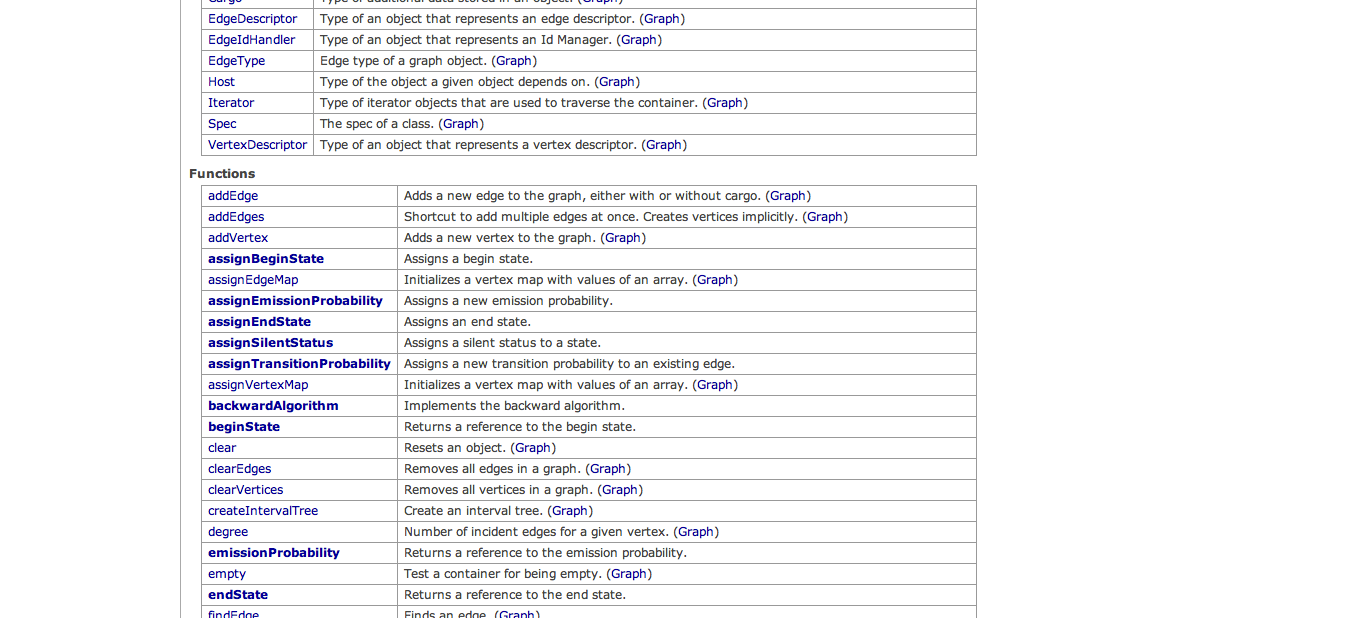 Cargo Type of additional data stored in an object. (Graph)
EdgeDescriptor Type of an object that represents an edge descriptor. (Graph)
EdgeIdHandler Type of an object that represents an Id Manager. (Graph)
EdgeType Edge type of a graph object. (Graph)
Host Type of the object a given object depends on. (Graph)
Iterator Type of iterator objects that are used to traverse the container. (Graph)
Spec The spec of a class. (Graph)
VertexDescriptor Type of an object that represents a vertex descriptor. (Graph)
Functions
addEdge Adds a new edge to the graph, either with or without cargo. (Graph)
addEdges Shortcut to add multiple edges at once. Creates vertices implicitly. (Graph)
addVertex Adds a new vertex to the graph. (Graph)
assignBeginState Assigns a begin state.
assignEdgeMap Initializes a vertex map with values of an array. (Graph)
assignEmissionProbability Assigns a new emission probability.
assignEndState Assigns an end state.
assignSilentStatus Assigns a silent status to a state.
assignTransitionProbability Assigns a new transition probability to an existing edge.
assignVertexMap Initializes a vertex map with values of an array. (Graph)
backwardAlgorithm Implements the backward algorithm.
beginState Returns a reference to the begin state.
clear Resets an object. (Graph)
clearEdges Removes all edges in a graph. (Graph)
clearVertices Removes all vertices in a graph. (Graph)
createIntervalTree Create an interval tree. (Graph)
degree Number of incident edges for a given vertex. (Graph)
emissionProbability Returns a reference to the emission probability.
empty Test a container for being empty. (Graph)
endState Returns a reference to the end state.
findEdge Finds an edge. (Graph)